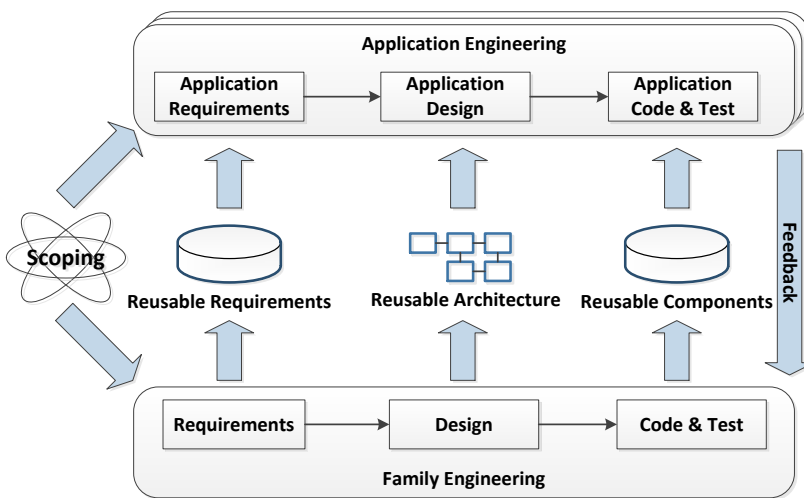 Application Engineering
Application
Requirements
Application
Design
Application
Code & Test
Scoping
Reusable Requirements
Reusable Architecture
Reusable Components
Feedback
Requirements
Design
Code & Test
Family Engineering